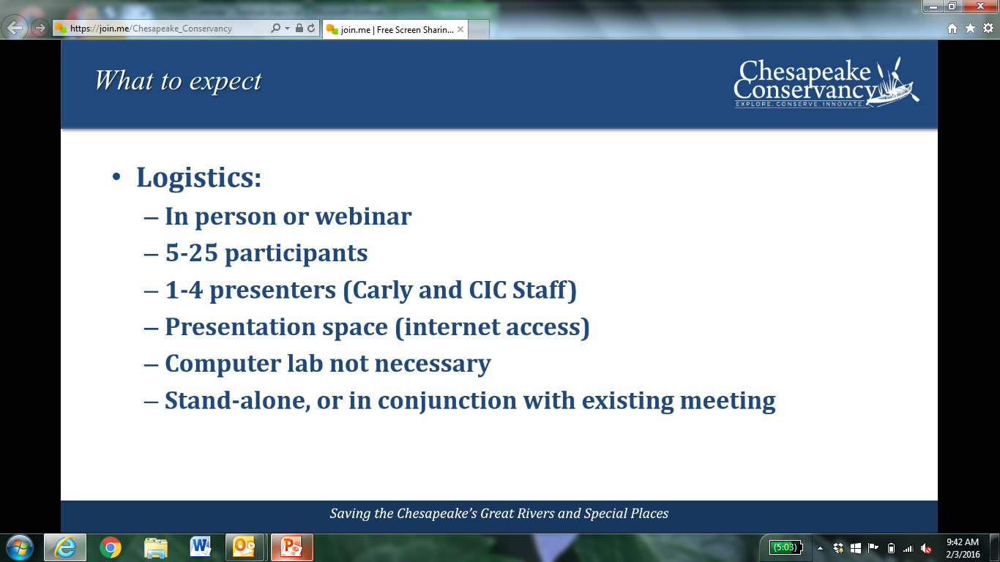 https://join.me/Chesapeake_Conservancy
join.me | Free Screen Sharin...
What to expect
Chesapeake
Conservancy
EXPLORE. CONSERVE. INNOVATE.
• Logistics:
– In person or webinar
– 5-25 participants
– 1-4 presenters (Carly and CIC Staff)
– Presentation space (internet access)
– Computer lab not necessary
– Stand-alone, or in conjunction with existing meeting
Saving the Chesapeake's Great Rivers and Special Places
(5:03)
9:42 AM
2/3/2016